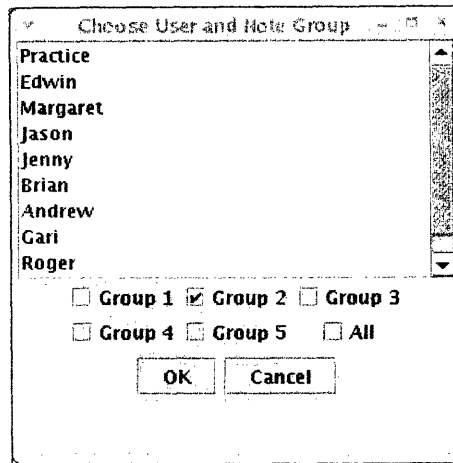 Choose User and Note Group
Practice
Edwin
Margaret
Jason
Jenny
Brian
Andrew
Gari
Roger
Group 1 Group 2 Group 3
Group 4 Group 5 All
OK Cancel